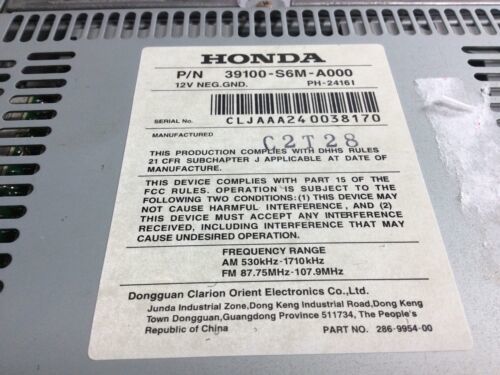 HONDA
P/N 39100-S6M-A000
12V NEG.GND. PH-24161
SERIAL No. CLJAAA240038170
MANUFACTURED C2T28
THIS PRODUCTION COMPLIES WITH DHHS RULES
21 CFR SUBCHAPTER J APPLICABLE AT DATE OF
MANUFACTURE.
THIS DEVICE COMPLIES WITH PART 15 OF THE
FCC RULES. OPERATION IS SUBJECT TO THE
FOLLOWING TWO CONDITIONS:(1) THIS DEVICE MAY
NOT CAUSE HARMFUL INTERFERENCE, AND (2)
THIS DEVICE MUST ACCEPT ANY INTERFERENCE
RECEIVED, INCLUDING INTERFERENCE THAT MAY
CAUSE UNDESIRED OPERATION.
FREQUENCY RANGE
AM 530kHz-1710kHz
FM 87.75MHz-107.9MHz
Dongguan Clarion Orient Electronics Co.,Ltd.
Junda Industrial Zone,Dong Keng Industrial Road,Dong Keng
Town Dongguan,Guangdong Province 511734, The People's
Republic of China PART NO. 286-9954-00